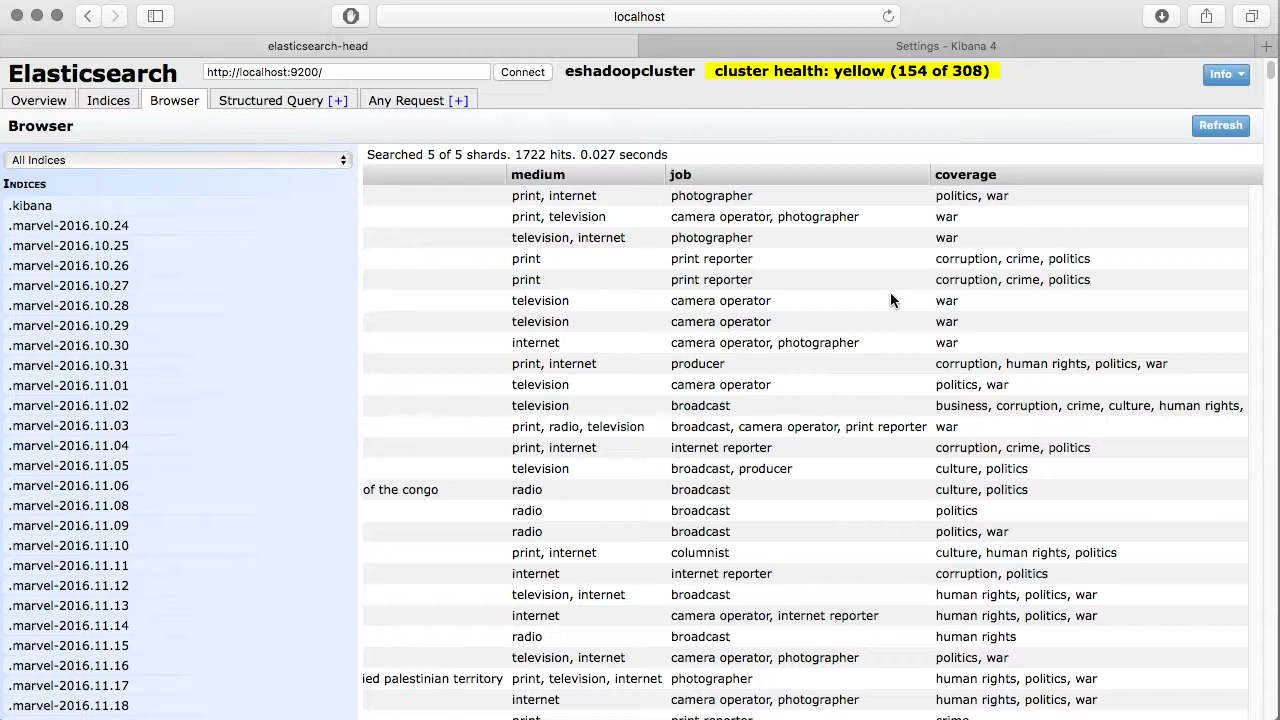 localhost
elasticsearch-head
Settings - Kibana 4
Elasticsearch http://localhost:9200/ Connect eshadoopcluster cluster health: yellow (154 of 308) Info
Overview Indices Browser Structured Query [+] Any Request [+]
Browser Refresh
All Indices
INDICES
.kibana
.marvel-2016.10.24
.marvel-2016.10.25
.marvel-2016.10.26
.marvel-2016.10.27
.marvel-2016.10.28
.marvel-2016.10.29
.marvel-2016.10.30
.marvel-2016.10.31
.marvel-2016.11.01
.marvel-2016.11.02
.marvel-2016.11.03
.marvel-2016.11.04
.marvel-2016.11.05
.marvel-2016.11.06
.marvel-2016.11.08
.marvel-2016.11.09
.marvel-2016.11.10
.marvel-2016.11.11
.marvel-2016.11.12
.marvel-2016.11.13
.marvel-2016.11.14
.marvel-2016.11.15
.marvel-2016.11.16
.marvel-2016.11.17
.marvel-2016.11.18
Searched 5 of 5 shards. 1722 hits. 0.027 seconds
medium job coverage
print, internet photographer politics, war
print, television camera operator, photographer war
television, internet photographer war
print print reporter corruption, crime, politics
print print reporter corruption, crime, politics
television camera operator war
television camera operator war
internet camera operator, photographer war
print, internet producer corruption, human rights, politics, war
television camera operator politics, war
television broadcast business, corruption, crime, culture, human rights,
print, radio, television broadcast, camera operator, print reporter war
print, internet internet reporter corruption, crime, politics
television broadcast, producer culture, politics
of the congo radio broadcast culture, politics
radio broadcast politics
radio broadcast politics, war
print, internet columnist culture, human rights, politics
internet internet reporter corruption, politics
television, internet broadcast human rights, politics, war
internet camera operator, internet reporter human rights, politics, war
radio broadcast human rights
television, internet camera operator, photographer politics, war
ied palestinian territory print, television, internet photographer human rights, politics, war
internet camera operator, photographer human rights, politics, war
print print reporter crime